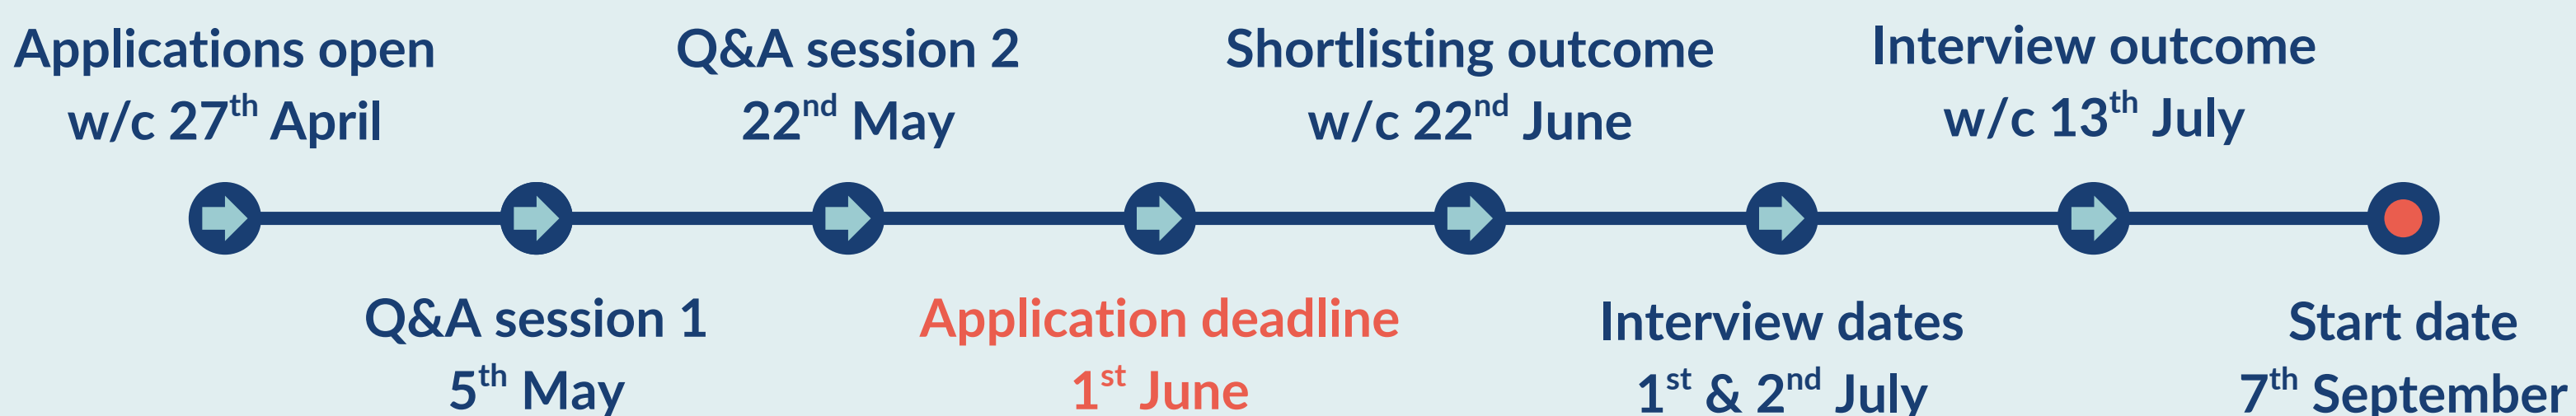 Applications open
w/c 27th April
Q&A session 1
5th May
Q&A session 2
22nd May
Application deadline
1st June
Shortlisting outcome
w/c 22nd June
Interview dates
1st & 2nd July
Interview outcome
w/c 13th July
Start date
7th September